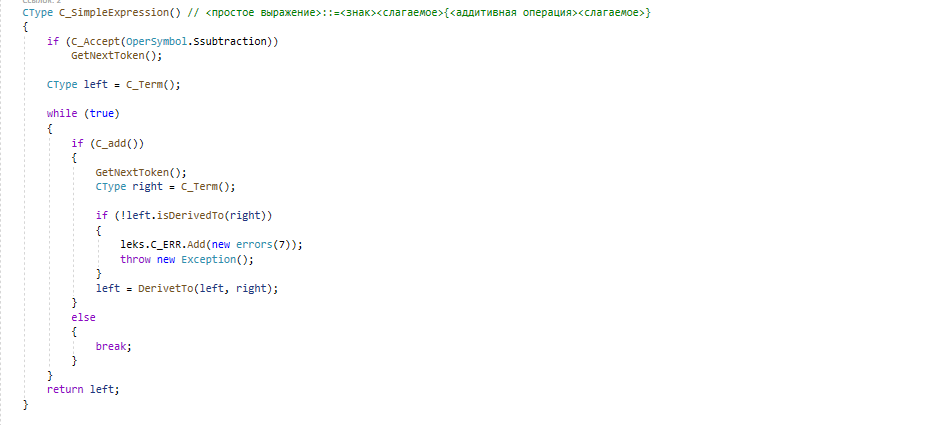 CType C_SimpleExpression() // <простое выражение>::=<знак><слагаемое>{<аддитивная операция><слагаемое>}
{
if (C_Accept(OperSymbol.Ssubtraction))
GetNextToken();
CType left = C_Term();
while (true)
{
if (C_add())
{
GetNextToken();
CType right = C_Term();
if (!left.isDerivedTo(right))
{
leks.C_ERR.Add(new errors(7));
throw new Exception();
}
left = DerivetTo(left, right);
}
else
{
break;
}
}
return left;
}